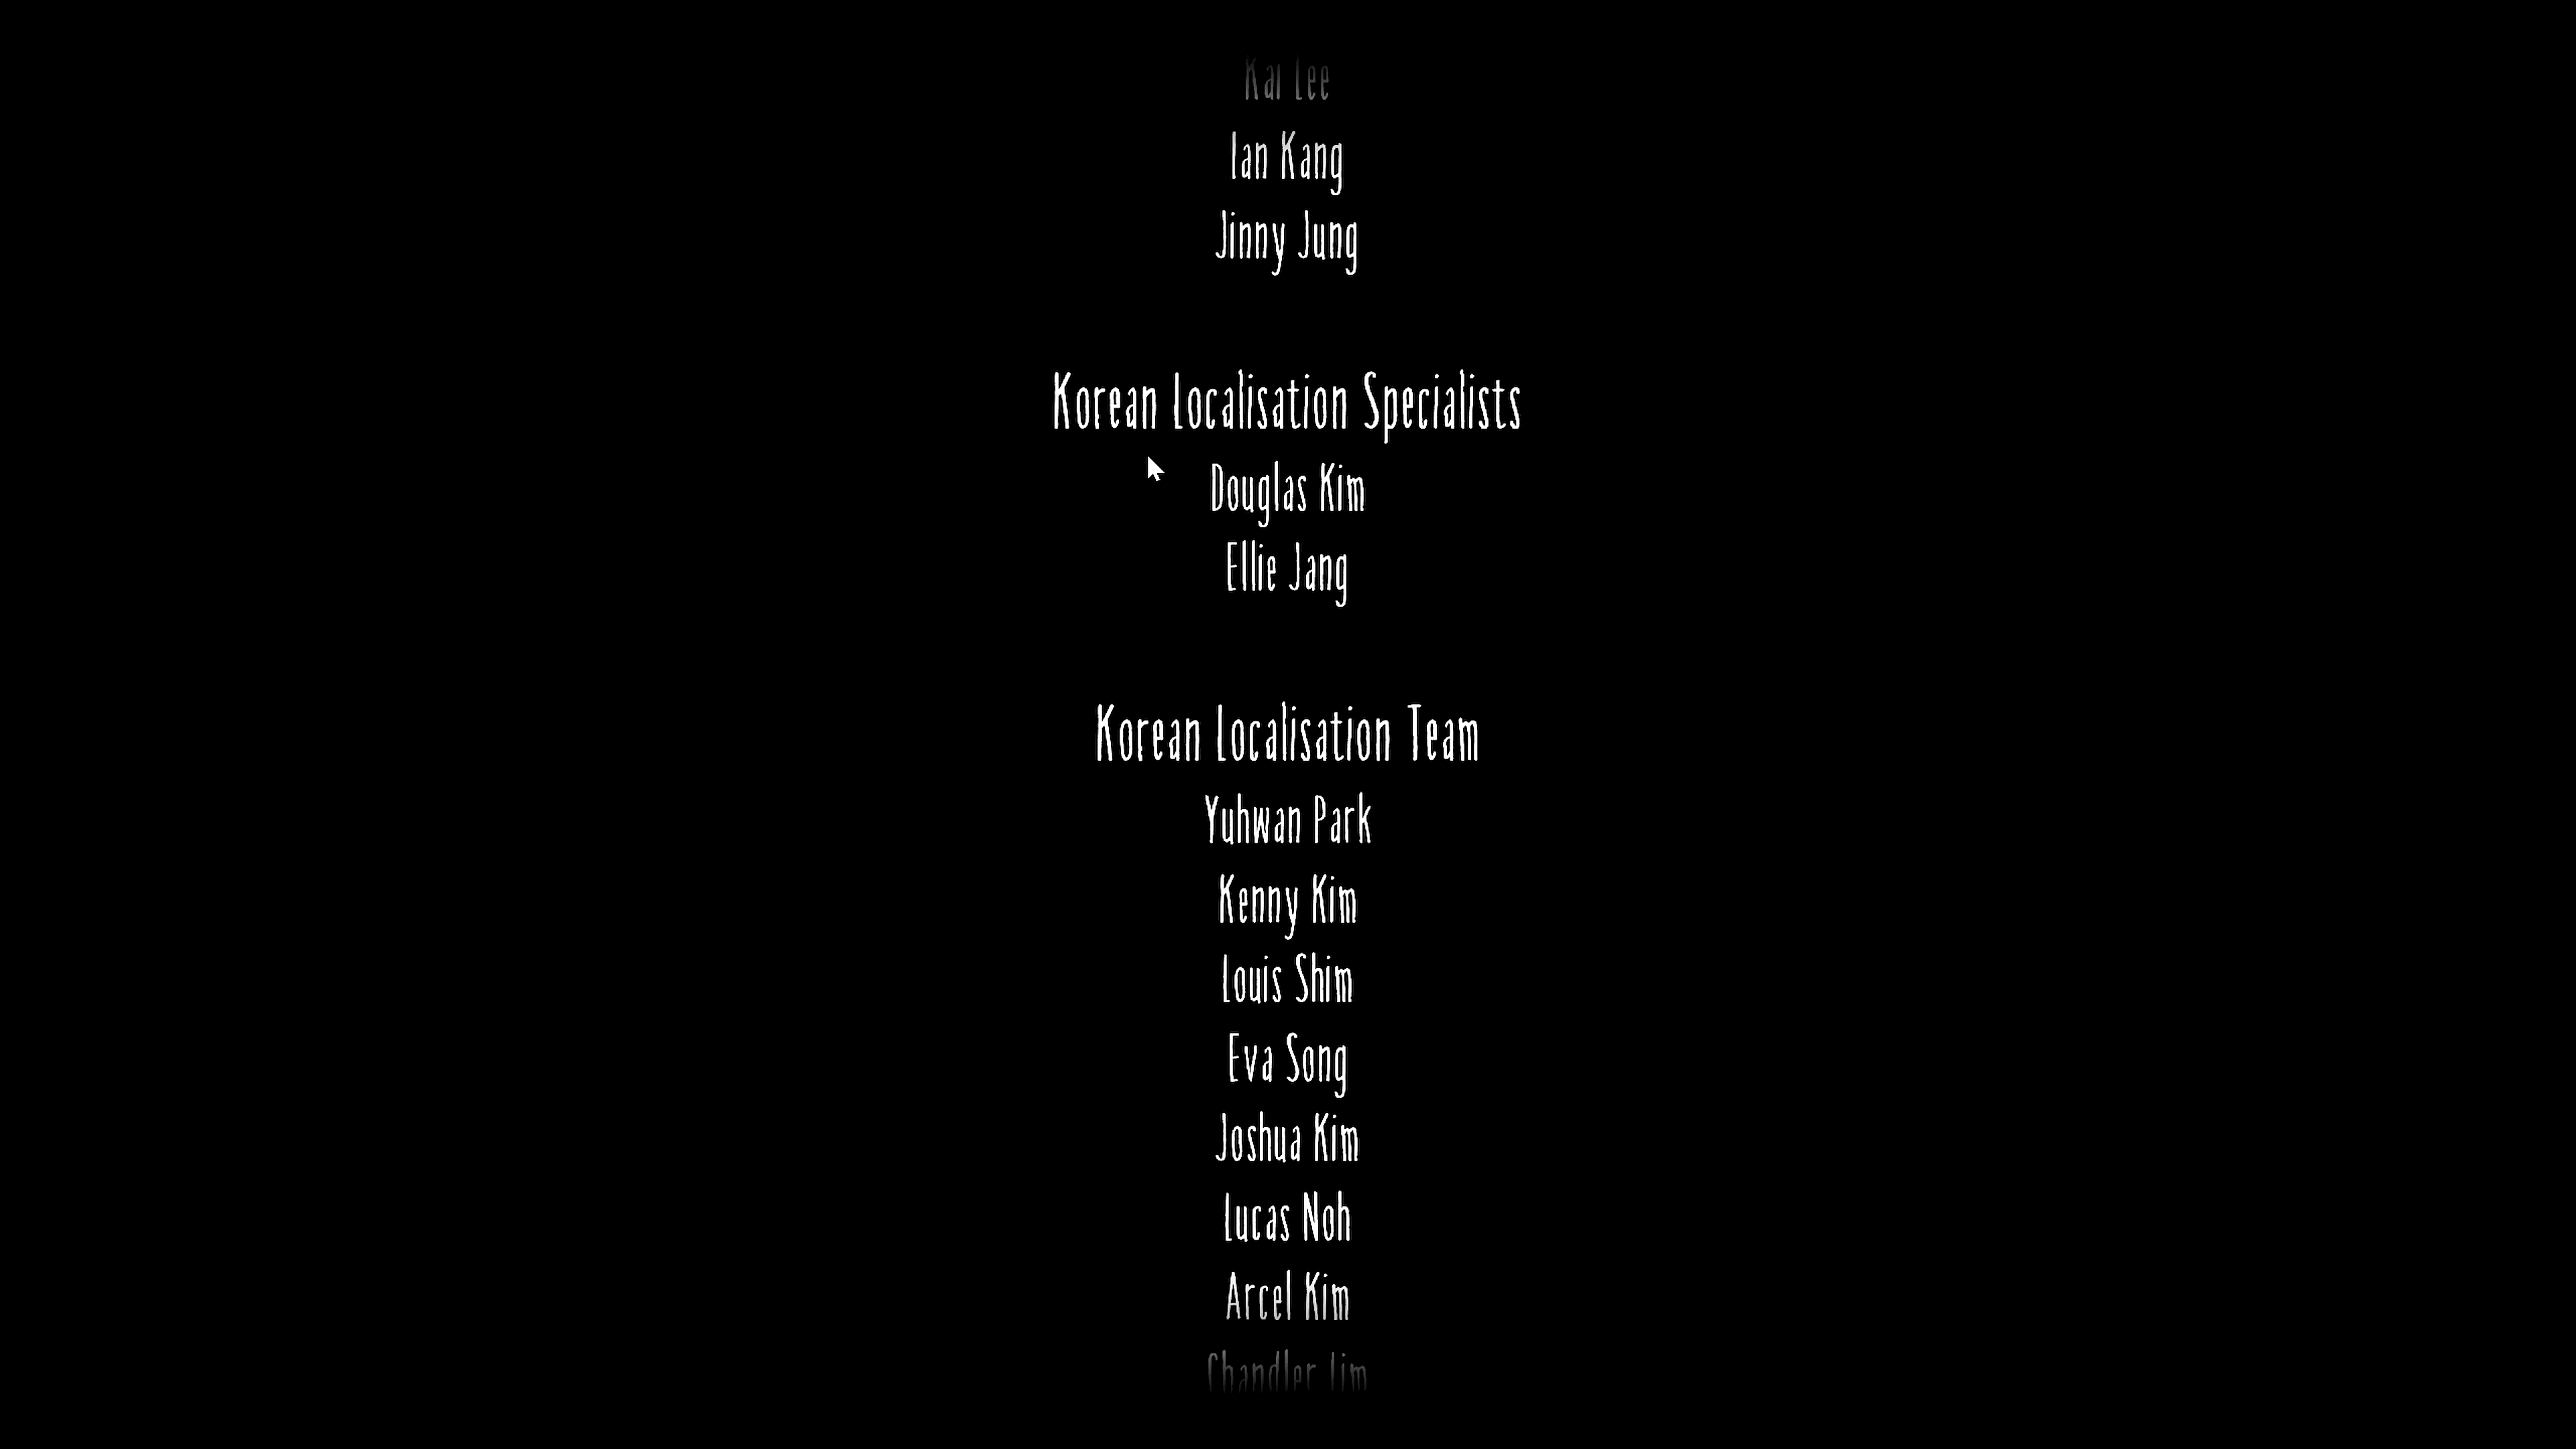 Kai Lee
Ian Kang
Jinny Jung
Korean Localisation Specialists
Douglas Kim
Ellie Jang
Korean Localisation Team
Yuhwan Park
Kenny Kim
Louis Shim
Eva Song
Joshua Kim
Lucas Noh
Arcel Kim
Chandler